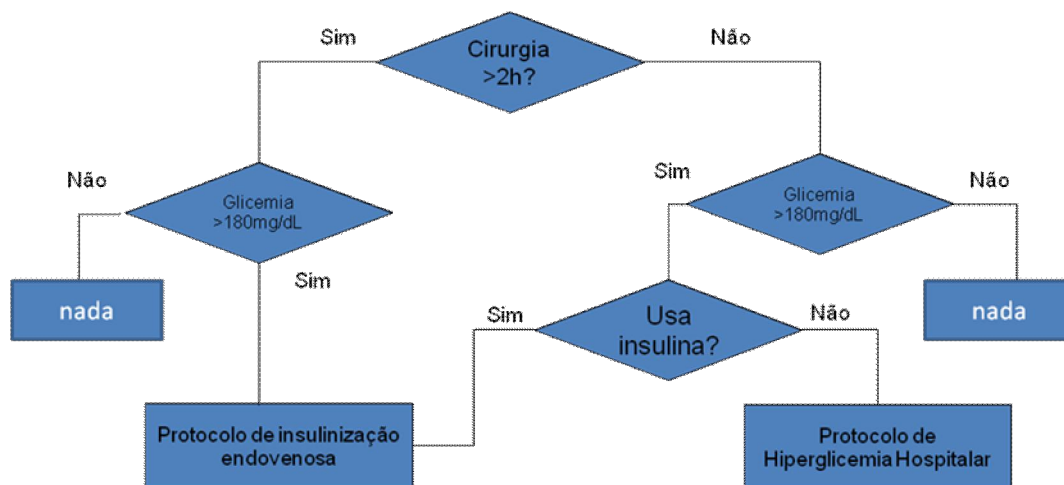 Sim
Cirurgia
>2h?
Não
Não
Glicemia
>180mg/dL
Sim
Glicemia
>180mg/dL
Não
nada
Sim
Sim
Usa
insulina?
Não
nada
Protocolo de insulinização
endovenosa
Protocolo de
Hiperglicemia Hospitalar